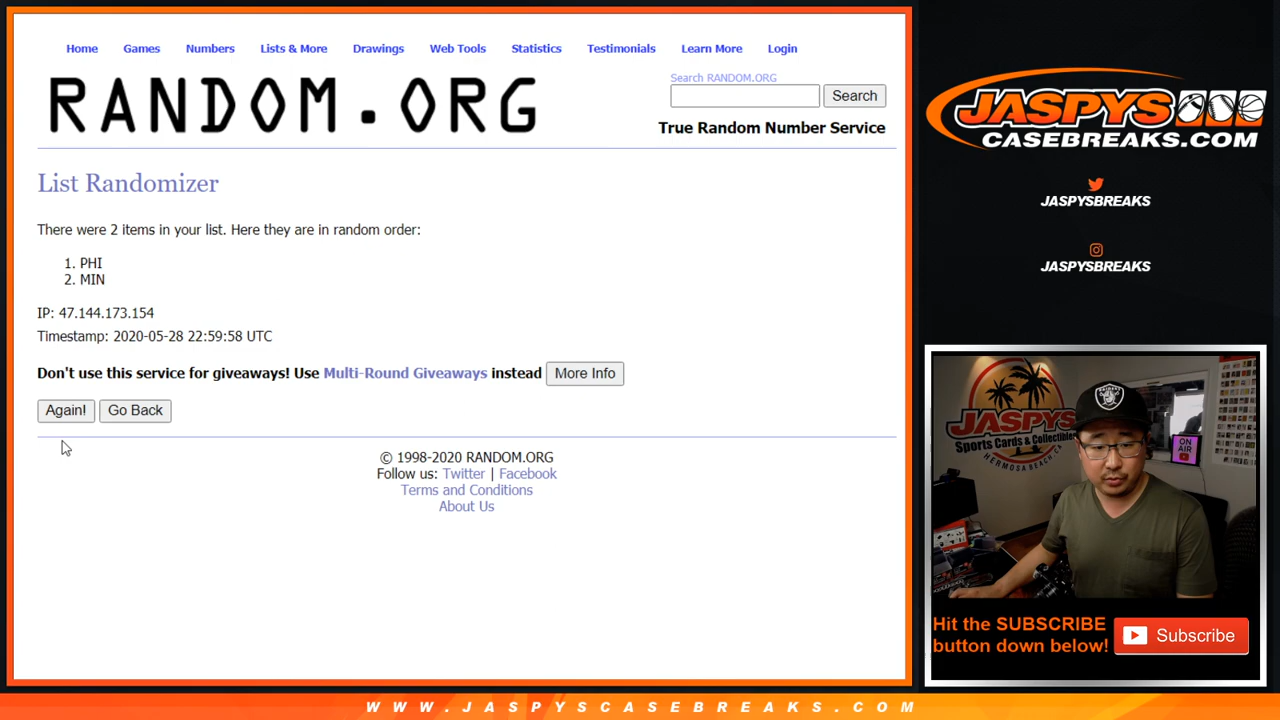 Home Games Numbers Lists & More Drawings Web Tools Statistics Testimonials Learn More Login
RANDOM.ORG
Search RANDOM.ORG
Search
True Random Number Service
List Randomizer
There were 2 items in your list. Here they are in random order:
1. PHI
2. MIN
IP: 47.144.173.154
Timestamp: 2020-05-28 22:59:58 UTC
Don't use this service for giveaways! Use Multi-Round Giveaways instead More Info
Again! Go Back
© 1998-2020 RANDOM.ORG
Follow us: Twitter | Facebook
Terms and Conditions
About Us
JASPYS
CASEBREAKS.COM
JASPYSBREAKS
JASPYSBREAKS
JASPYS
Sports Cards & Collectibles
HERMOSA BEACH CA
RAIDERS
ON AIR
Hit the SUBSCRIBE
button down below!
Subscribe
WWW.JASPYSCASEBREAKS.COM